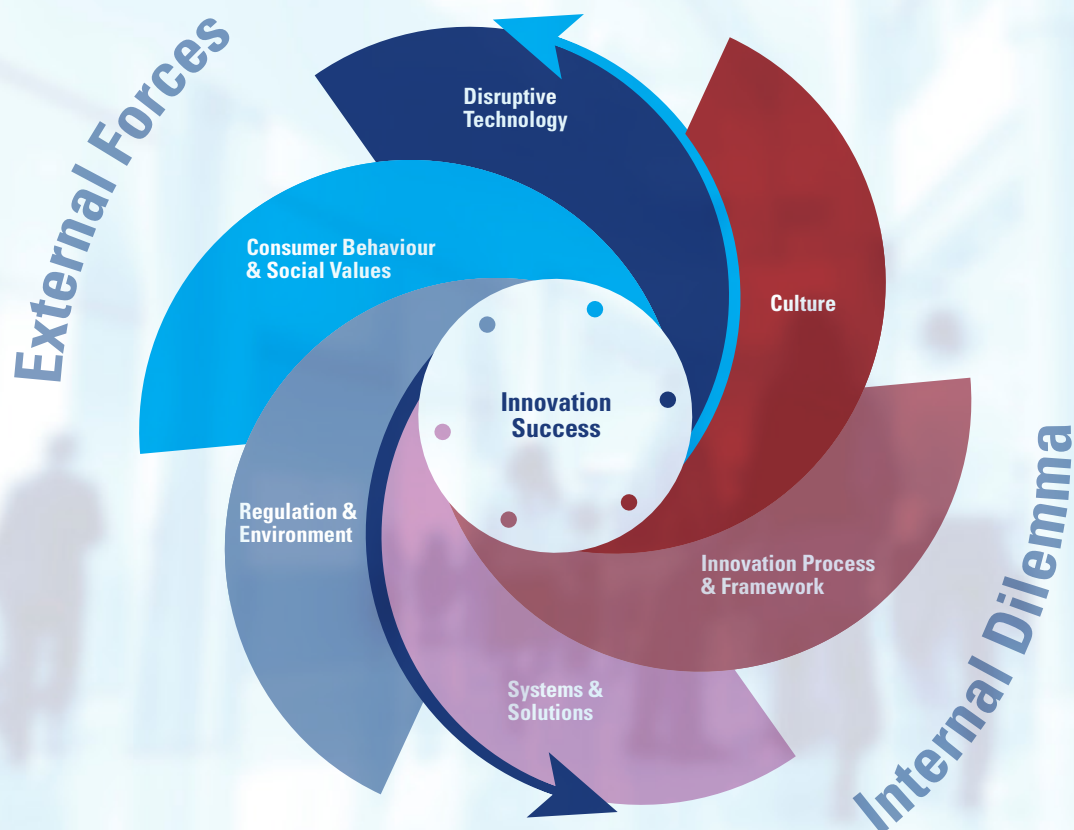 External Forces
Disruptive
Technology
Consumer Behaviour
& Social Values
Culture
Innovation
Success
Regulation &
Environment
Innovation Process
& Framework
Systems &
Solutions
Internal Dilemma